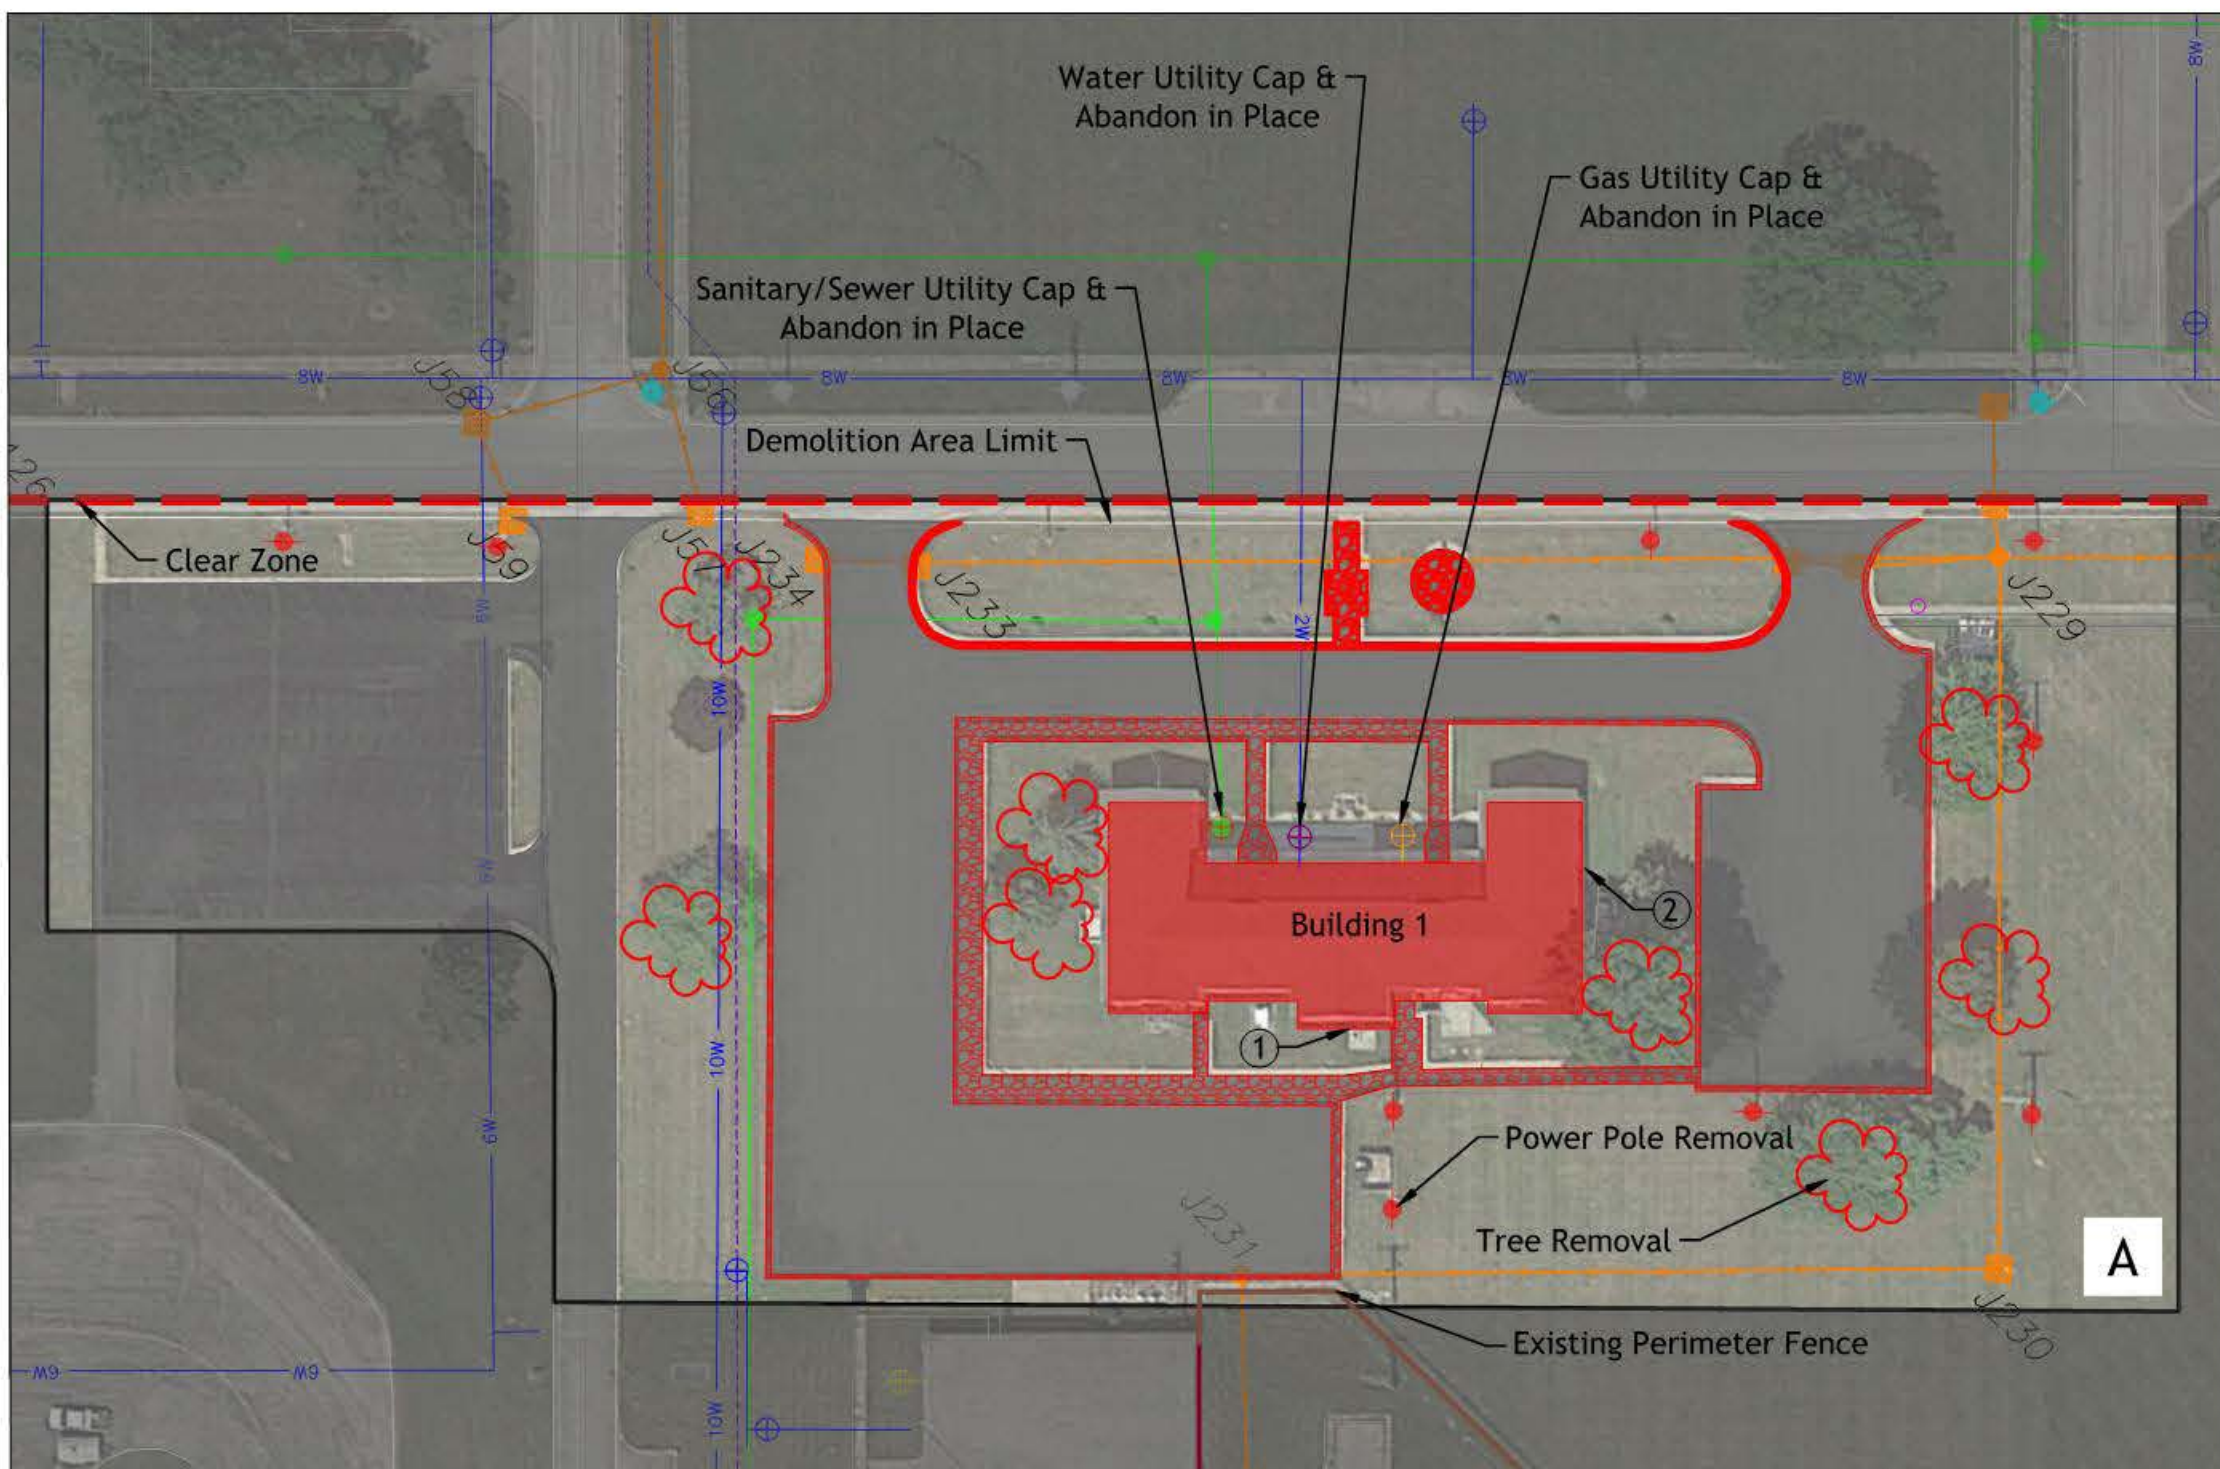 8W
Water Utility Cap &
Abandon in Place
Gas Utility Cap &
Abandon in Place
Sanitary/Sewer Utility Cap &
Abandon in Place
J58
8W
J56
8W
8W
8W
8W
Demolition Area Limit
Clear Zone
J59
J57
J234
J233
2W
J229
6W
10W
6W
Building 1
2
1
10W
6W
Power Pole Removal
J231
Tree Removal
A
J230
Existing Perimeter Fence
6W
6W
10W